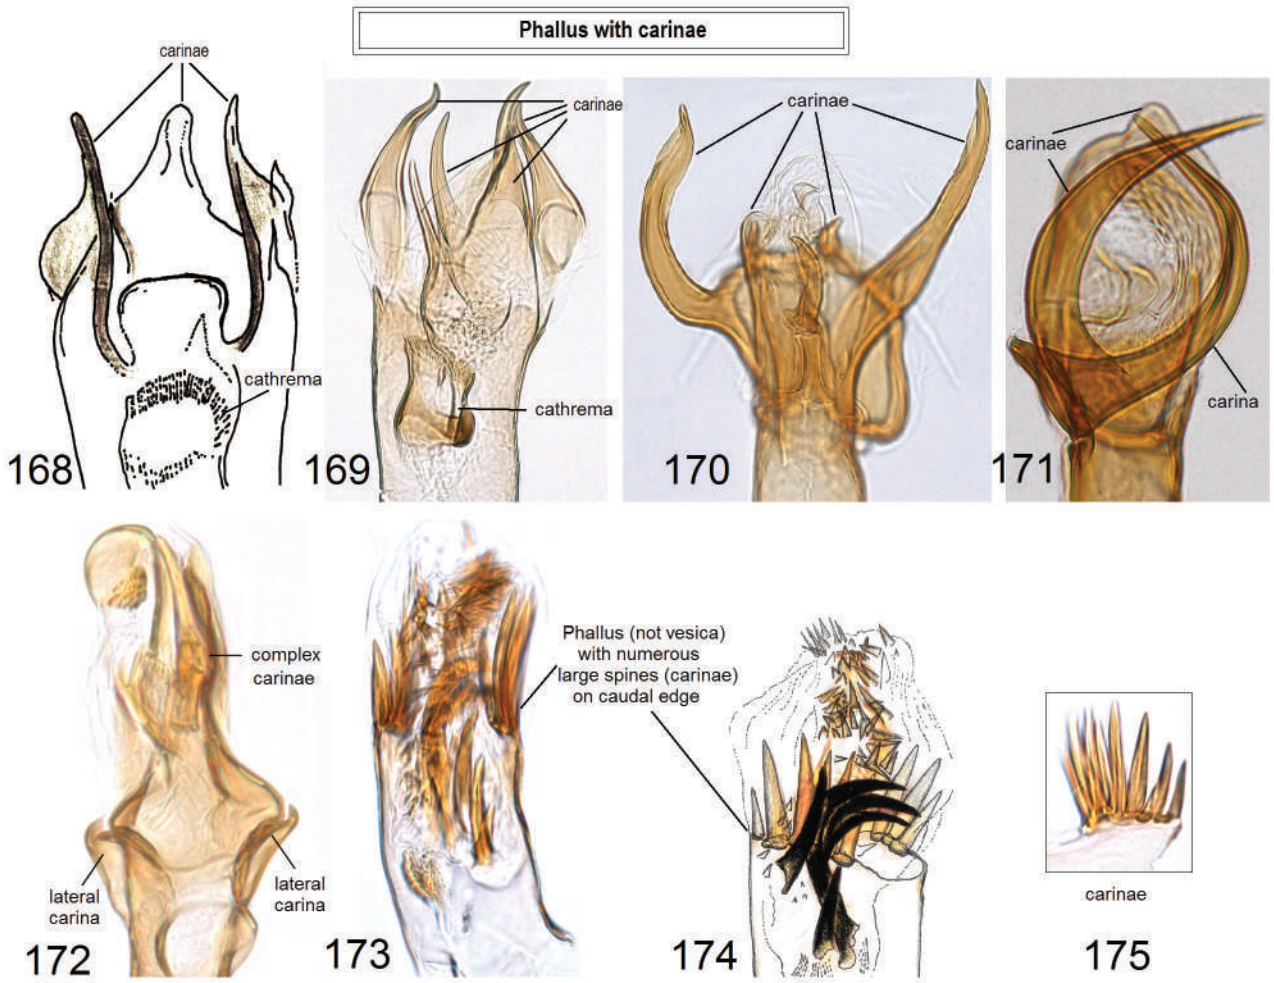 Phallus with carinae
carinae
cathrema
168
carinae
cathrema
169
carinae
170
carinae
carina
171
complex
carinae
lateral
carina
lateral
carina
172
173
Phallus (not vesica)
with numerous
large spines (carinae)
on caudal edge
174
carinae
175